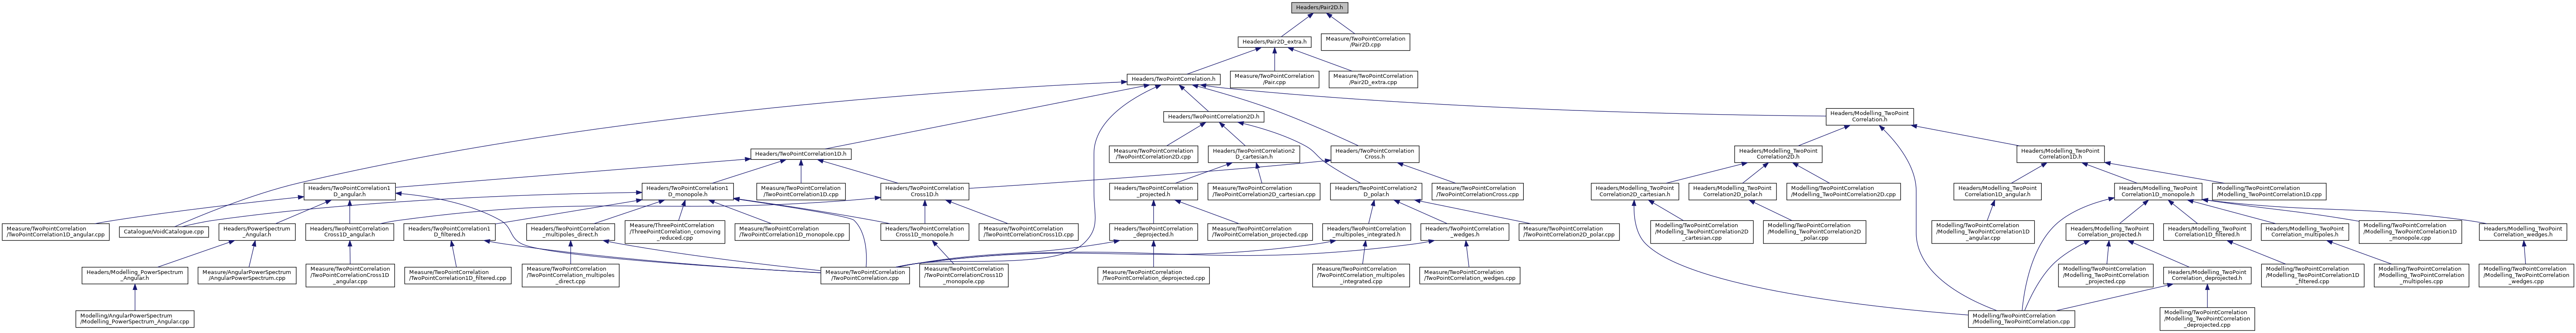 Headers/Pair2D.h
Headers/Pair2D_extra.h
Measure/TwoPointCorrelation
/Pair2D.cpp
Headers/TwoPointCorrelation.h
Measure/TwoPointCorrelation
/Pair.cpp
Measure/TwoPointCorrelation
/Pair2D_extra.cpp
Headers/TwoPointCorrelation2D.h
Headers/Modelling_TwoPoint
Correlation.h
Headers/TwoPointCorrelation1D.h
Measure/TwoPointCorrelation
/TwoPointCorrelation2D.cpp
Headers/TwoPointCorrelation2
D_cartesian.h
Headers/TwoPointCorrelation
Cross.h
Headers/Modelling_TwoPoint
Correlation2D.h
Headers/Modelling_TwoPoint
Correlation1D.h
Headers/TwoPointCorrelation1
D_angular.h
Headers/TwoPointCorrelation1
D_monopole.h
Measure/TwoPointCorrelation
/TwoPointCorrelation1D.cpp
Headers/TwoPointCorrelation
Cross1D.h
Headers/TwoPointCorrelation
_projected.h
Measure/TwoPointCorrelation
/TwoPointCorrelation2D_cartesian.cpp
Headers/TwoPointCorrelation2
D_polar.h
Measure/TwoPointCorrelation
/TwoPointCorrelationCross.cpp
Headers/Modelling_TwoPoint
Correlation2D_cartesian.h
Headers/Modelling_TwoPoint
Correlation2D_polar.h
Modelling/TwoPointCorrelation
/Modelling_TwoPointCorrelation2D.cpp
Headers/Modelling_TwoPoint
Correlation1D_angular.h
Headers/Modelling_TwoPoint
Correlation1D_monopole.h
Modelling/TwoPointCorrelation
/Modelling_TwoPointCorrelation1D.cpp
Measure/TwoPointCorrelation
/TwoPointCorrelation1D_angular.cpp
Catalogue/VoidCatalogue.cpp
Headers/PowerSpectrum
_Angular.h
Headers/TwoPointCorrelation
Cross1D_angular.h
Headers/TwoPointCorrelation1
D_filtered.h
Headers/TwoPointCorrelation
_multipoles_direct.h
Measure/ThreePointCorrelation
/ThreePointCorrelation_comoving
_reduced.cpp
Measure/TwoPointCorrelation
/TwoPointCorrelation1D_monopole.cpp
Headers/TwoPointCorrelation
Cross1D_monopole.h
Measure/TwoPointCorrelation
/TwoPointCorrelationCross1D.cpp
Headers/TwoPointCorrelation
_deprojected.h
Measure/TwoPointCorrelation
/TwoPointCorrelation_projected.cpp
Headers/TwoPointCorrelation
_multipoles_integrated.h
Headers/TwoPointCorrelation
_wedges.h
Measure/TwoPointCorrelation
/TwoPointCorrelation2D_polar.cpp
Modelling/TwoPointCorrelation
/Modelling_TwoPointCorrelation2D
_cartesian.cpp
Modelling/TwoPointCorrelation
/Modelling_TwoPointCorrelation2D
_polar.cpp
Modelling/TwoPointCorrelation
/Modelling_TwoPointCorrelation1D
_angular.cpp
Headers/Modelling_TwoPoint
Correlation_projected.h
Headers/Modelling_TwoPoint
Correlation1D_filtered.h
Headers/Modelling_TwoPoint
Correlation_multipoles.h
Modelling/TwoPointCorrelation
/Modelling_TwoPointCorrelation1D
_monopole.cpp
Headers/Modelling_TwoPoint
Correlation_wedges.h
Headers/Modelling_PowerSpectrum
_Angular.h
Measure/AngularPowerSpectrum
/AngularPowerSpectrum.cpp
Measure/TwoPointCorrelation
/TwoPointCorrelationCross1D
_angular.cpp
Measure/TwoPointCorrelation
/TwoPointCorrelation1D_filtered.cpp
Measure/TwoPointCorrelation
/TwoPointCorrelation_multipoles
_direct.cpp
Measure/TwoPointCorrelation
/TwoPointCorrelation.cpp
Measure/TwoPointCorrelation
/TwoPointCorrelationCross1D
_monopole.cpp
Measure/TwoPointCorrelation
/TwoPointCorrelation_deprojected.cpp
Measure/TwoPointCorrelation
/TwoPointCorrelation_multipoles
_integrated.cpp
Measure/TwoPointCorrelation
/TwoPointCorrelation_wedges.cpp
Modelling/TwoPointCorrelation
/Modelling_TwoPointCorrelation
_projected.cpp
Headers/Modelling_TwoPoint
Correlation_deprojected.h
Modelling/TwoPointCorrelation
/Modelling_TwoPointCorrelation1D
_filtered.cpp
Modelling/TwoPointCorrelation
/Modelling_TwoPointCorrelation
_multipoles.cpp
Modelling/TwoPointCorrelation
/Modelling_TwoPointCorrelation
_wedges.cpp
Modelling/AngularPowerSpectrum
/Modelling_PowerSpectrum_Angular.cpp
Modelling/TwoPointCorrelation
/Modelling_TwoPointCorrelation.cpp
Modelling/TwoPointCorrelation
/Modelling_TwoPointCorrelation
_deprojected.cpp